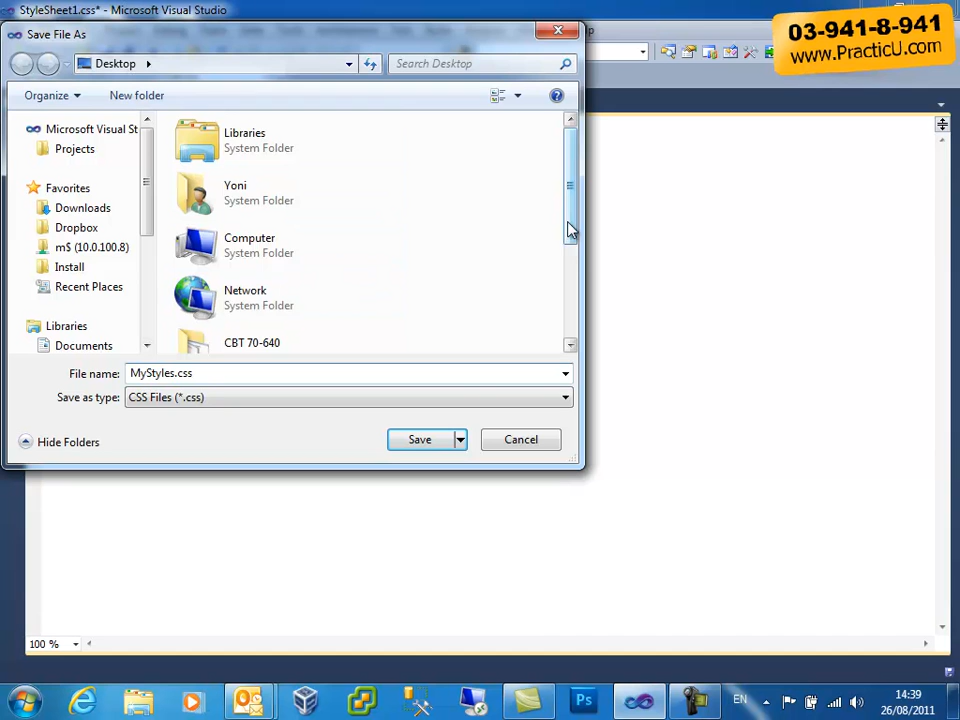 StyleSheet1.css* - Microsoft Visual Studio
03-941-8-941
www.PracticU.com
Save File As
Desktop
Search Desktop
Organize
New folder
Microsoft Visual St
Projects
Favorites
Downloads
Dropbox
m$ (10.0.100.8)
Install
Recent Places
Libraries
Documents
Libraries
System Folder
Yoni
System Folder
Computer
System Folder
Network
System Folder
CBT 70-640
File name: MyStyles.css
Save as type: CSS Files (*.css)
Hide Folders
Save
Cancel
100 %
Ps
EN
14:39
26/08/2011